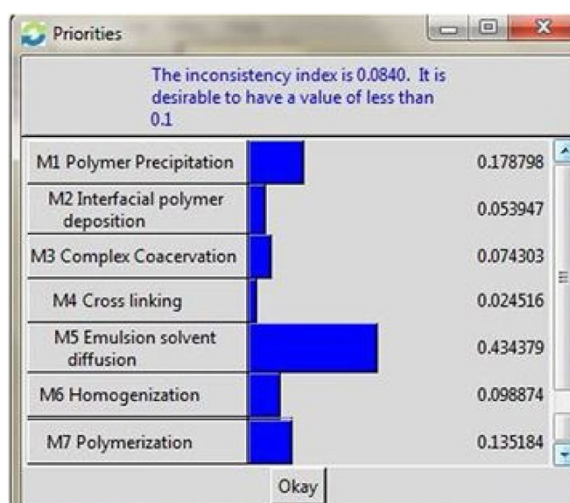 Priorities
The inconsistency index is 0.0840. It is
desirable to have a value of less than
0.1
M1 Polymer Precipitation 0.178798
M2 Interfacial polymer
deposition 0.053947
M3 Complex Coacervation 0.074303
M4 Cross linking 0.024516
M5 Emulsion solvent
diffusion 0.434379
M6 Homogenization 0.098874
M7 Polymerization 0.135184
Okay